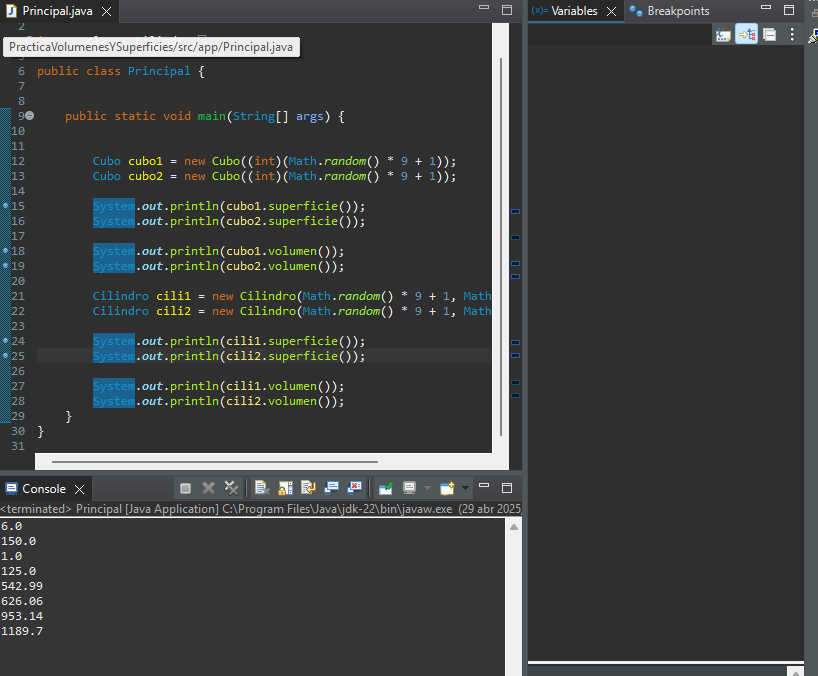 Principal.java
Variables
Breakpoints
2
PracticaVolumenesYSuperficies/src/app/Principal.java
6 public class Principal {
7
8
9 public static void main(String[] args) {
10
11
12 Cubo cubo1 = new Cubo((int)(Math.random() * 9 + 1));
13 Cubo cubo2 = new Cubo((int)(Math.random() * 9 + 1));
14
15 System.out.println(cubo1.superficie());
16 System.out.println(cubo2.superficie());
17
18 System.out.println(cubo1.volumen());
19 System.out.println(cubo2.volumen());
20
21 Cilindro cili1 = new Cilindro(Math.random() * 9 + 1, Math
22 Cilindro cili2 = new Cilindro(Math.random() * 9 + 1, Math
23
24 System.out.println(cili1.superficie());
25 System.out.println(cili2.superficie());
26
27 System.out.println(cili1.volumen());
28 System.out.println(cili2.volumen());
29 }
30 }
31
Console
<terminated> Principal [Java Application] C:\Program Files\Java\jdk-22\bin\javaw.exe (29 abr 2025,
6.0
150.0
1.0
125.0
542.99
626.06
953.14
1189.7